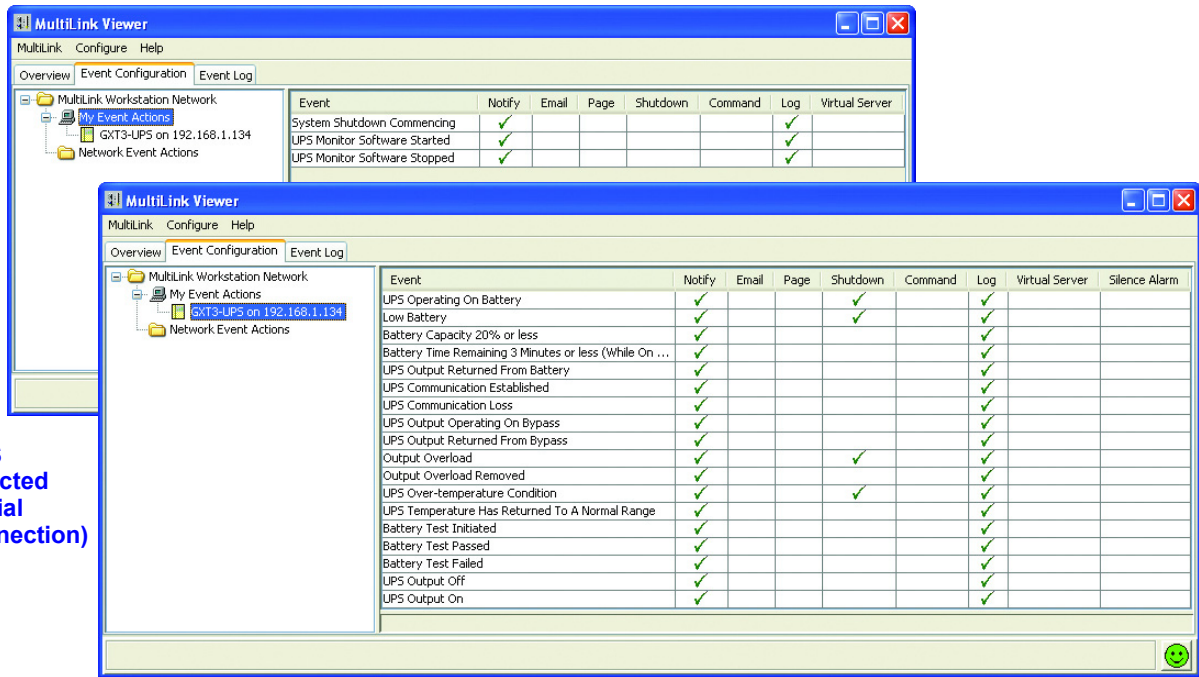 MultiLink Viewer
MultiLink Configure Help
Overview Event Configuration Event Log
MultiLink Workstation Network
My Event Actions
GXT3-UPS on 192.168.1.134
Network Event Actions
Event Notify Email Page Shutdown Command Log Virtual Server
System Shutdown Commencing
UPS Monitor Software Started
UPS Monitor Software Stopped
MultiLink Viewer
MultiLink Configure Help
Overview Event Configuration Event Log
MultiLink Workstation Network
My Event Actions
GXT3-UPS on 192.168.1.134
Network Event Actions
Event Notify Email Page Shutdown Command Log Virtual Server Silence Alarm
UPS Operating On Battery
Low Battery
Battery Capacity 20% or less
Battery Time Remaining 3 Minutes or less (While On ...
UPS Output Returned From Battery
UPS Communication Established
UPS Communication Loss
UPS Output Operating On Bypass
UPS Output Returned From Bypass
Output Overload
Output Overload Removed
UPS Over-temperature Condition
UPS Temperature Has Returned To A Normal Range
Battery Test Initiated
Battery Test Passed
Battery Test Failed
UPS Output Off
UPS Output On
cted
ial
nection)